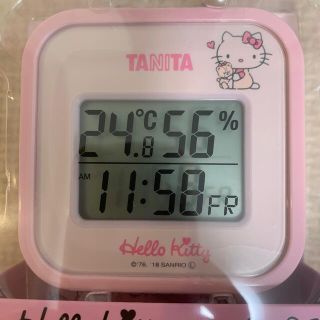 TANITA
24.8 °C 56 %
AM 11:58 FR
Hello Kitty
©'76, '18 SANRIO Ⓛ